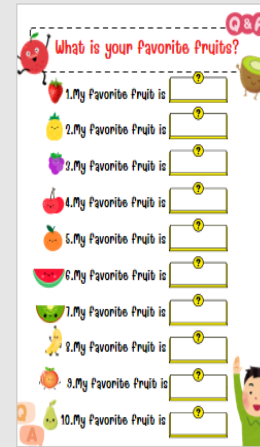 Q & A
What is your favorite fruits?
?
1.My favorite fruit is
?
2.My favorite fruit is
?
3.My favorite fruit is
?
4.My favorite fruit is
?
5.My favorite fruit is
?
6.My favorite fruit is
?
7.My favorite fruit is
?
8.My favorite fruit is
?
9.My favorite fruit is
?
10.My favorite fruit is
Q
A